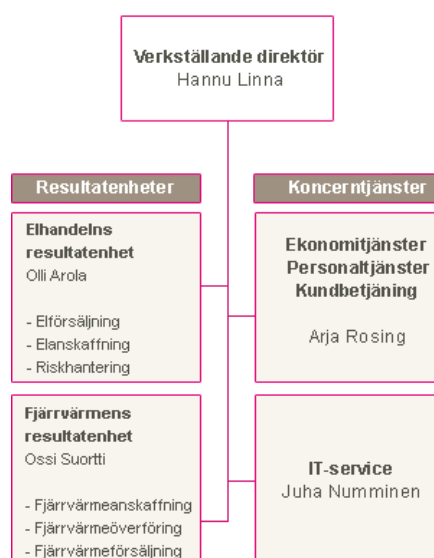 Verkställande direktör
Hannu Linna
Resultatenheter
Elhandelns
resultatenhet
Olli Arola
- Elförsäljning
- Elanskaffning
- Riskhantering
Fjärrvärmens
resultatenhet
Ossi Suortti
- Fjärrvärmeanskaffning
- Fjärrvärmeöverföring
- Fjärrvärmeförsäljning
Koncerntjänster
Ekonomitjänster
Personaltjänster
Kundbetjäning
Arja Rosing
IT-service
Juha Numminen